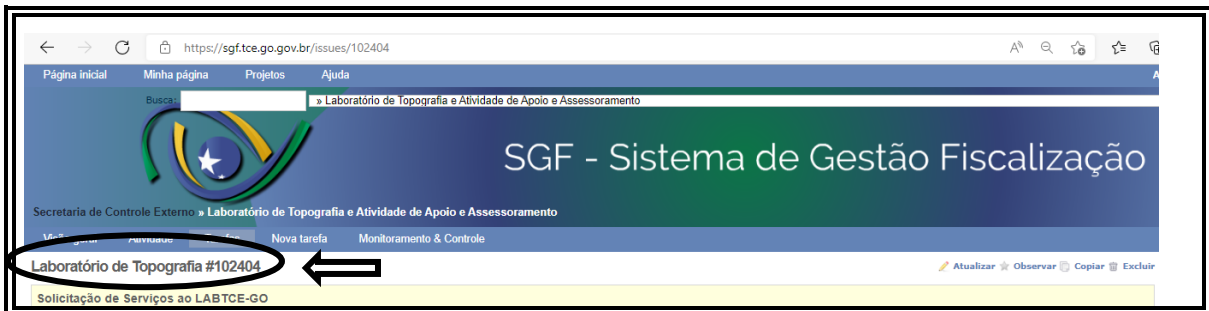 https://sgf.tce.go.gov.br/issues/102404
Página inicial Minha página Projetos Ajuda
Busca: » Laboratório de Topografia e Atividade de Apoio e Assessoramento
SGF - Sistema de Gestão Fiscalização
Secretaria de Controle Externo » Laboratório de Topografia e Atividade de Apoio e Assessoramento
Visão geral Atividade Tarefas Nova tarefa Monitoramento & Controle
Laboratório de Topografia #102404 Atualizar Observar Copiar Excluir
Solicitação de Serviços ao LABTCE-GO